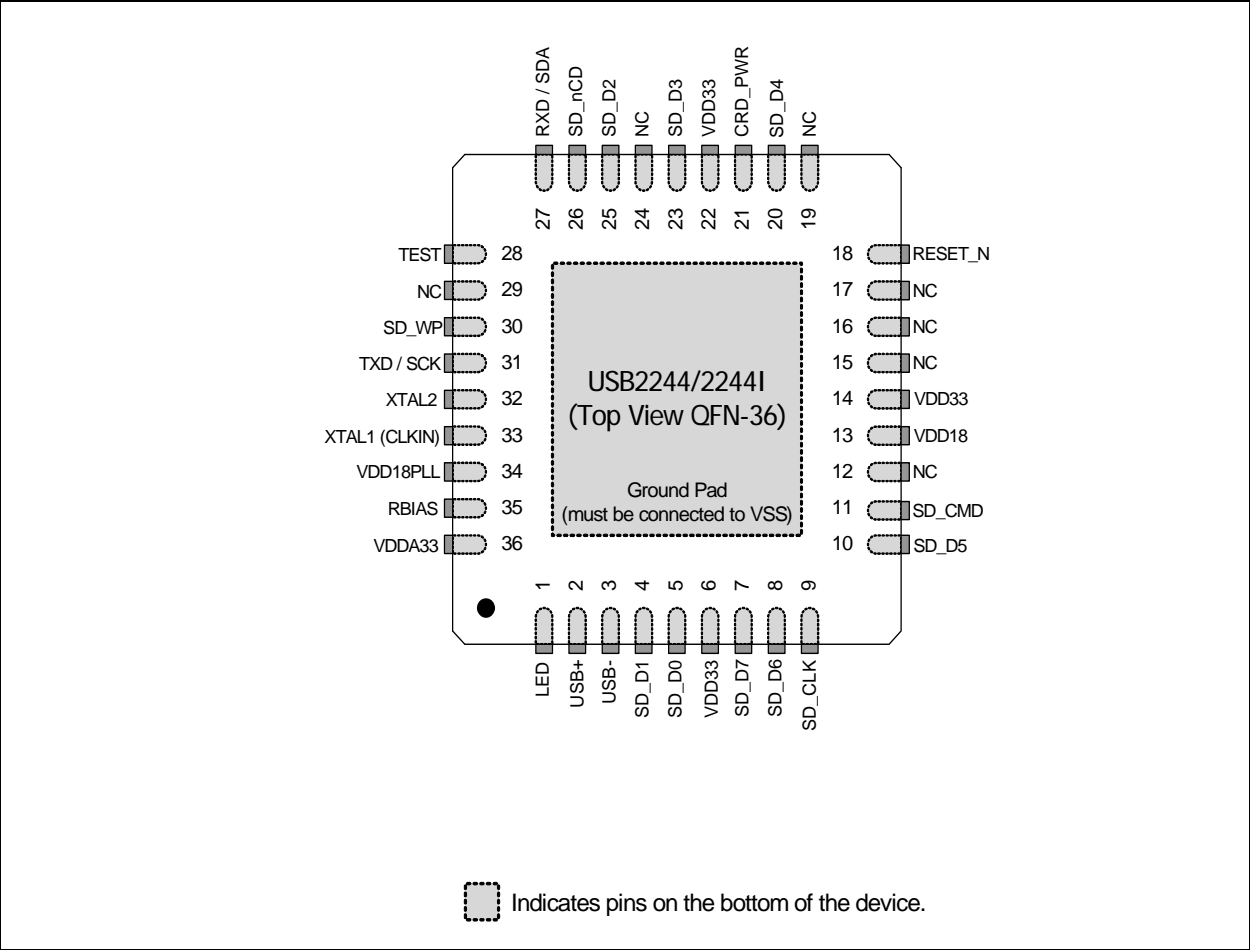 RXD / SDA
SD_nCD
SD_D2
NC
SD_D3
VDD33
CRD_PWR
SD_D4
NC
27
26
25
24
23
22
21
20
19
TEST 28
NC 29
SD_WP 30
TXD / SCK 31
XTAL2 32
XTAL1 (CLKIN) 33
VDD18PLL 34
RBIAS 35
VDDA33 36
18 RESET_N
17 NC
16 NC
15 NC
14 VDD33
13 VDD18
12 NC
11 SD_CMD
10 SD_D5
USB2244/2244I
(Top View QFN-36)
Ground Pad
(must be connected to VSS)
1
2
3
4
5
6
7
8
9
LED
USB+
USB-
SD_D1
SD_D0
VDD33
SD_D7
SD_D6
SD_CLK
Indicates pins on the bottom of the device.